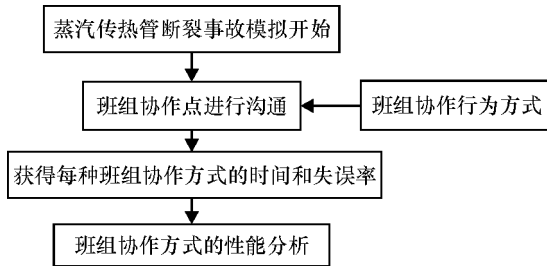 蒸汽传热管断裂事故模拟开始
班组协作点进行沟通
班组协作行为方式
获得每种班组协作方式的时间和失误率
班组协作方式的性能分析